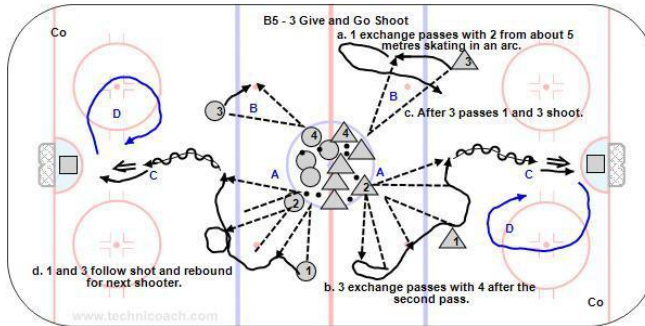 B5 - 3 Give and Go Shoot
a. 1 exchange passes with 2 from about 5
metres skating in an arc.
Co
3
D
B
3
B
c. After 3 passes 1 and 3 shoot.
4
4
A
A
C
C
2
2
D
1
1
d. 1 and 3 follow shot and rebound
for next shooter.
b. 3 exchange passes with 4 after the
second pass.
Co
www.technicoach.com